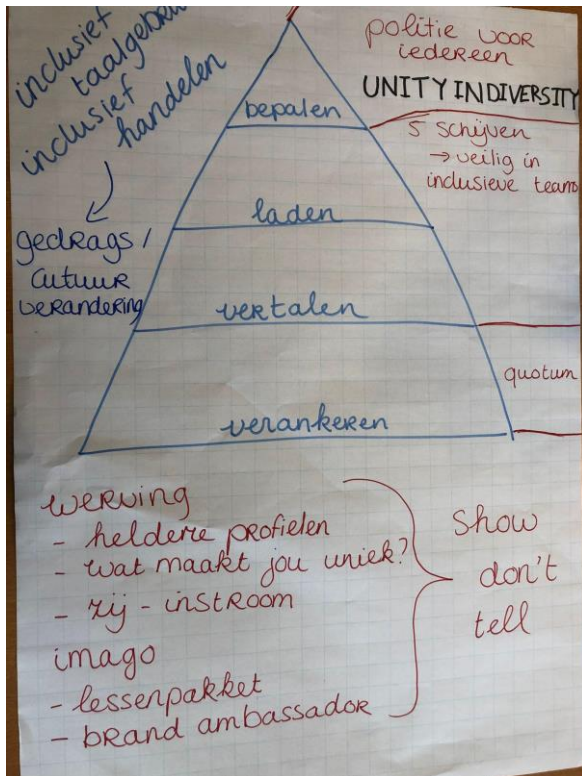 inclusief
taalgebru
inclusief
handelen
gedrags/
Cutuur
verandering
politie voor
iedereen
UNITY IN DIVERSITY
5 schijven
→ veilig in
inclusieve teams
bepalen
laden
vertalen
verankeren
quotum
werving
- heldere profielen
- wat maakt jou uniek?
- zij-instroom
imago
- lessenpakket
- brand ambassador
show
don't
tell